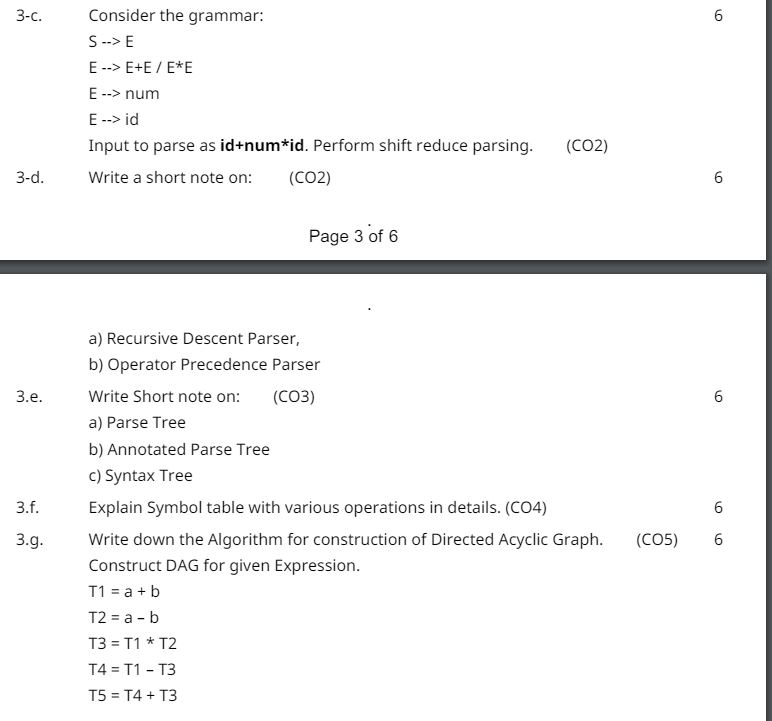 3-c. Consider the grammar: 6
S --> E
E --> E+E / E*E
E --> num
E --> id
Input to parse as id+num*id. Perform shift reduce parsing. (CO2)
3-d. Write a short note on: (CO2) 6
Page 3 of 6
a) Recursive Descent Parser,
b) Operator Precedence Parser
3.e. Write Short note on: (CO3) 6
a) Parse Tree
b) Annotated Parse Tree
c) Syntax Tree
3.f. Explain Symbol table with various operations in details. (CO4) 6
3.g. Write down the Algorithm for construction of Directed Acyclic Graph. (CO5) 6
Construct DAG for given Expression.
T1 = a + b
T2 = a – b
T3 = T1 * T2
T4 = T1 – T3
T5 = T4 + T3